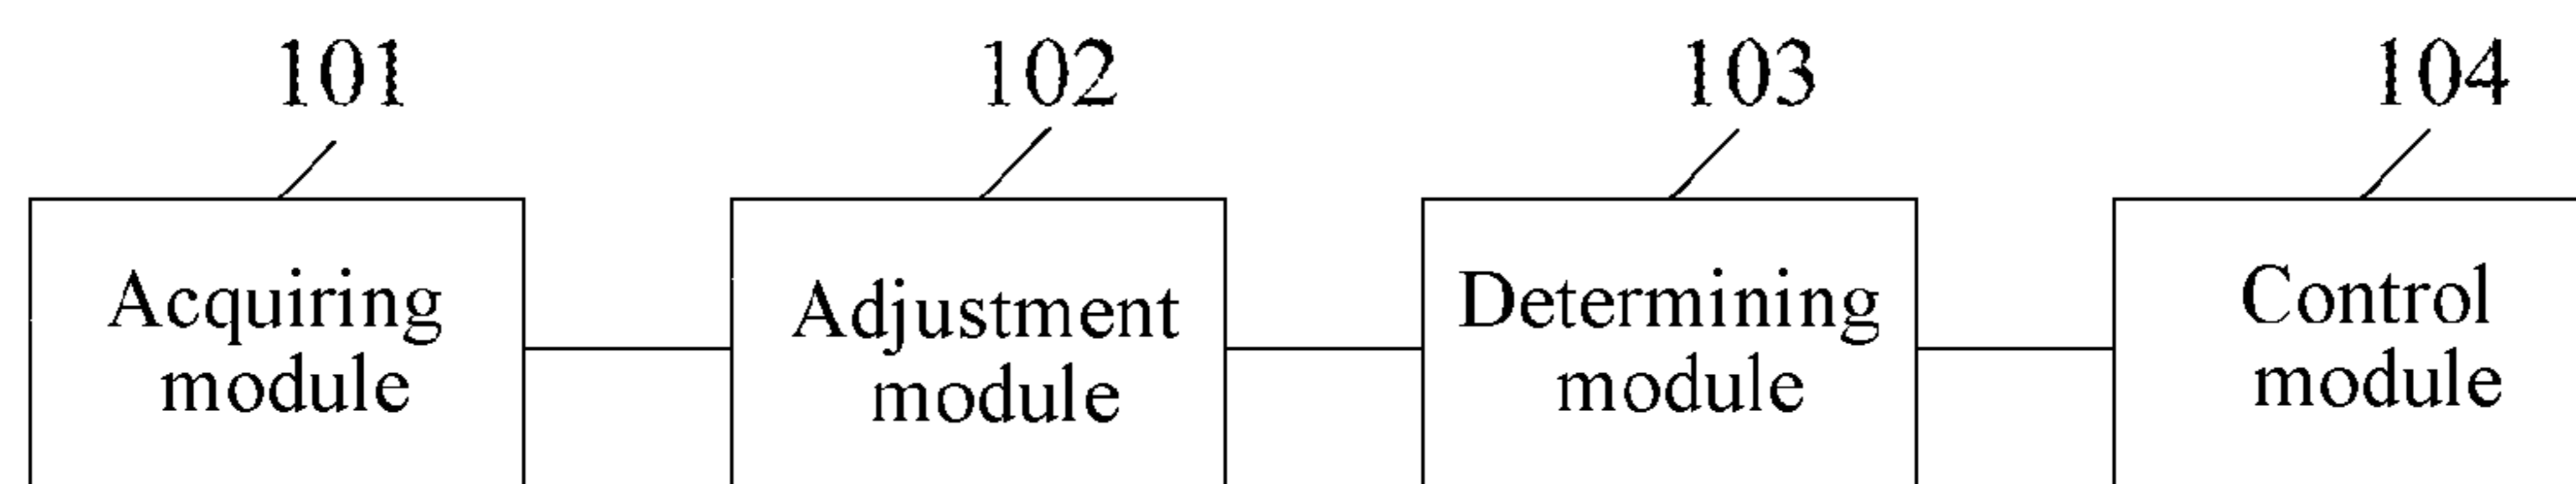 101 102 103 104
Acquiring module
Adjustment module
Determining module
Control module